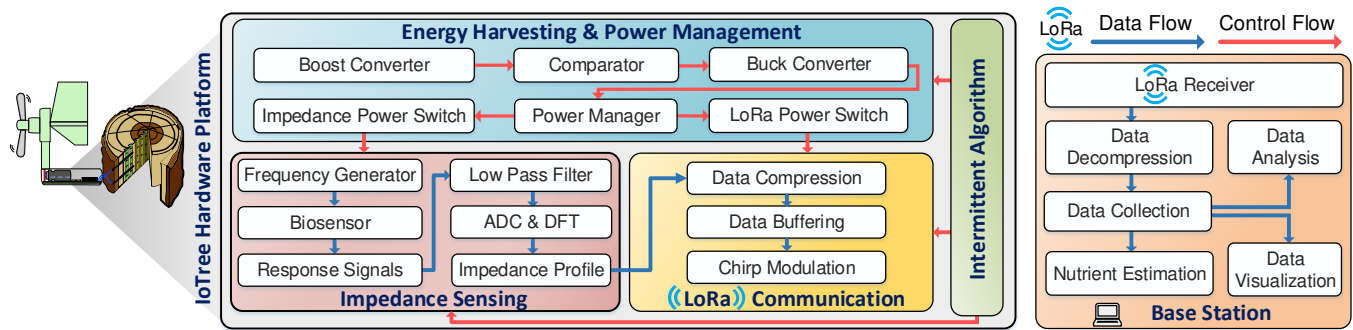 IoTree Hardware Platform
Energy Harvesting & Power Management
Boost Converter
Comparator
Buck Converter
Impedance Power Switch
Power Manager
LoRa Power Switch
Frequency Generator
Biosensor
Response Signals
Low Pass Filter
ADC & DFT
Impedance Profile
Impedance Sensing
Data Compression
Data Buffering
Chirp Modulation
LoRa Communication
Intermittent Algorithm
LoRa
Data Flow
Control Flow
LoRa Receiver
Data
Decompression
Data
Analysis
Data Collection
Nutrient Estimation
Data
Visualization
Base Station